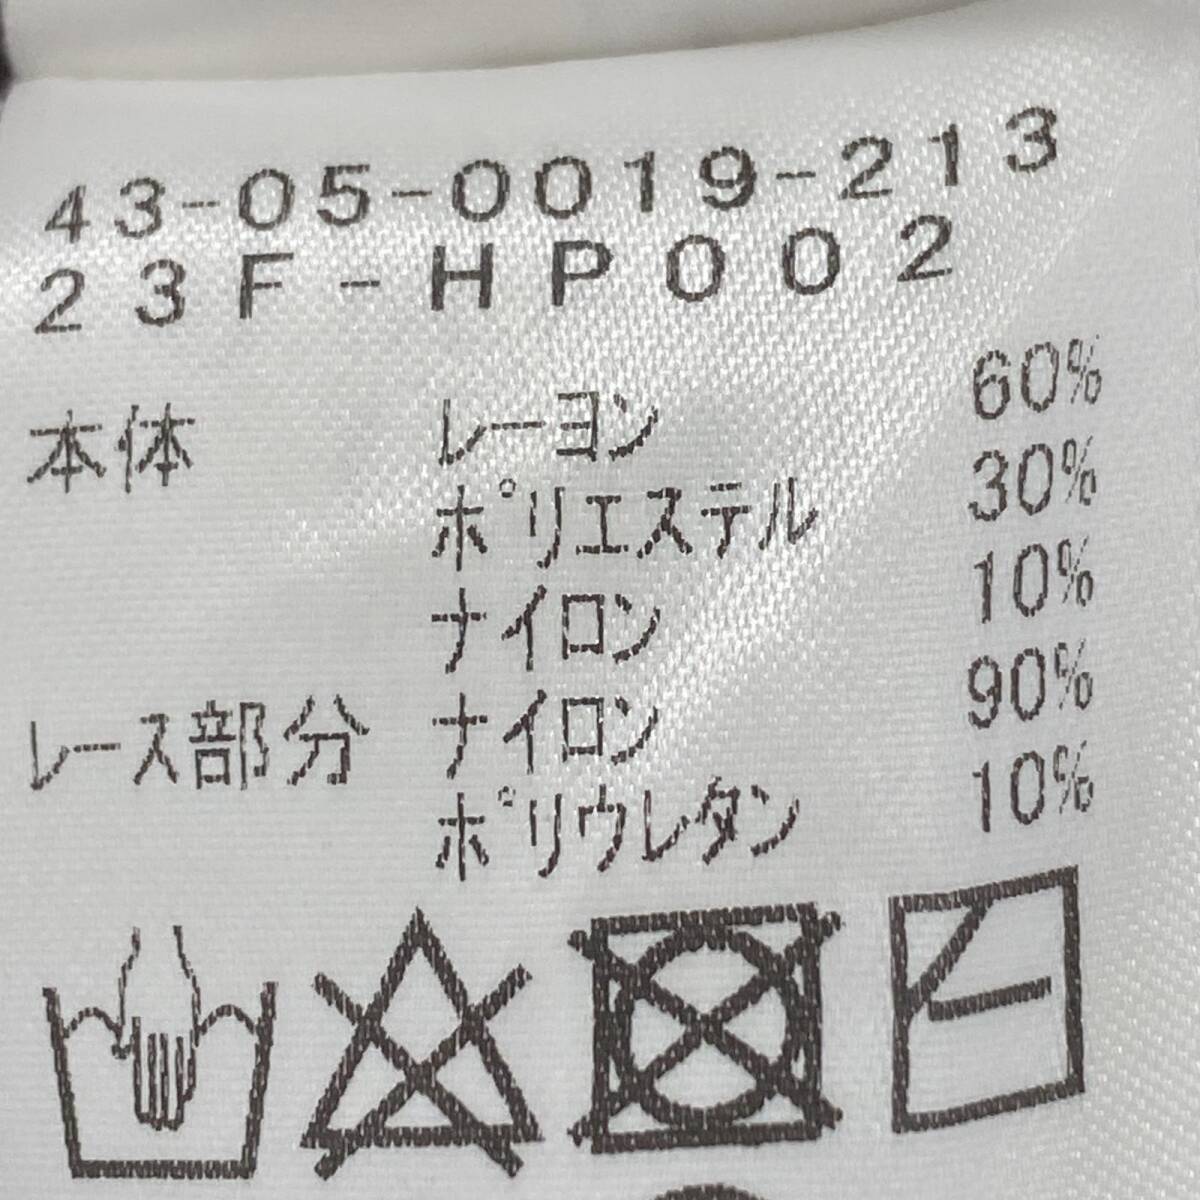 43-05-0019-213
23F-HP002
本体 レーヨン 60%
ポリエステル 30%
ナイロン 10%
レース部分 ナイロン 90%
ポリウレタン 10%